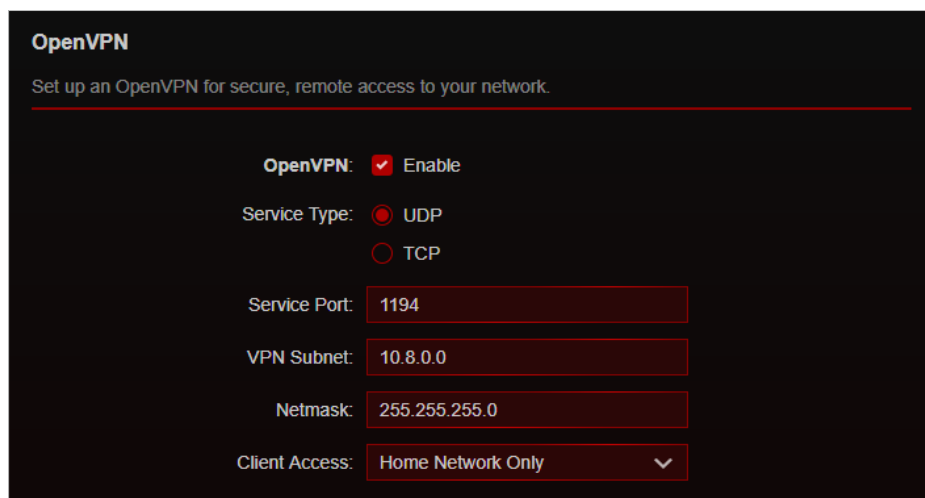 OpenVPN
Set up an OpenVPN for secure, remote access to your network.
OpenVPN: Enable
Service Type: UDP
TCP
Service Port: 1194
VPN Subnet: 10.8.0.0
Netmask: 255.255.255.0
Client Access: Home Network Only